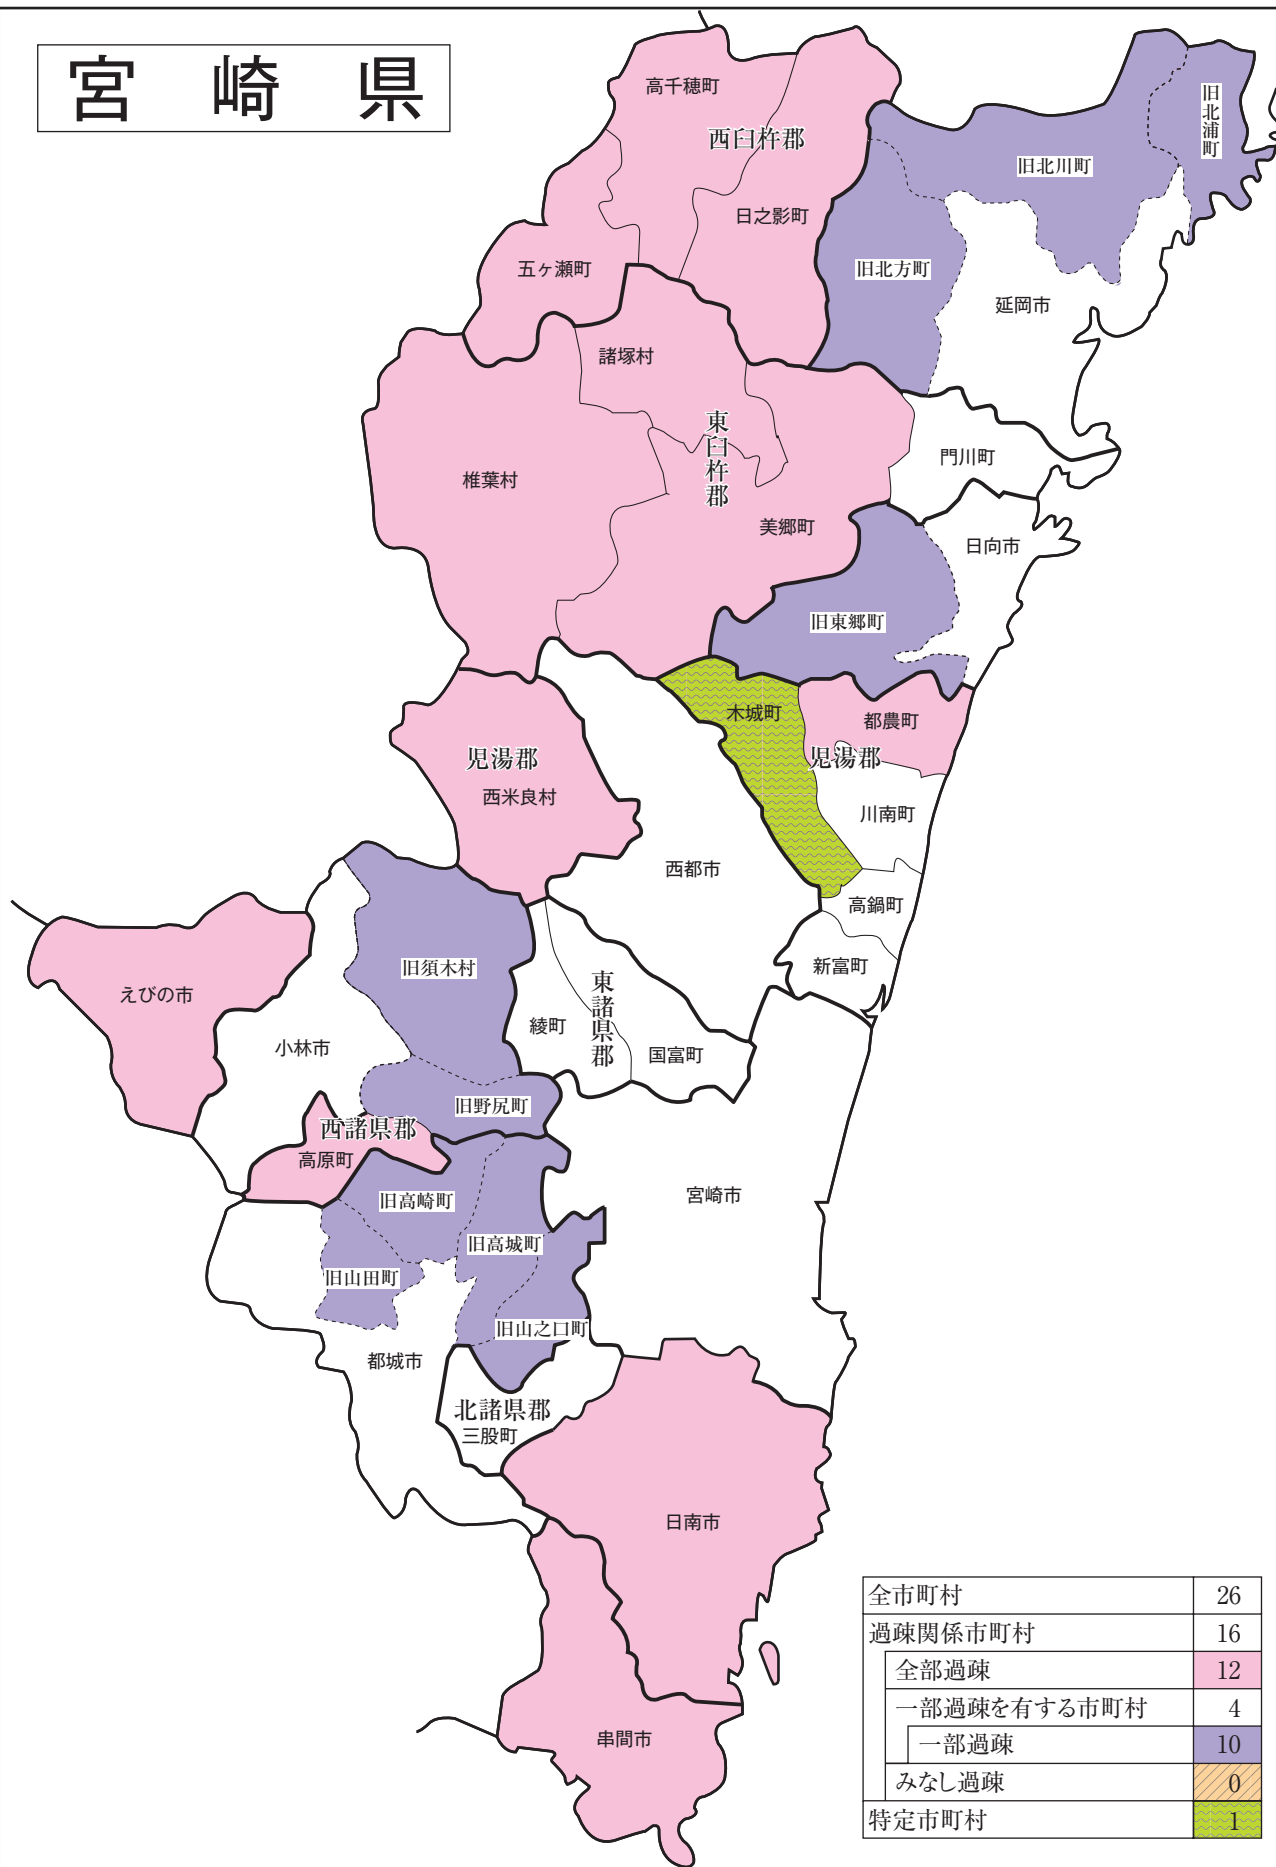 宮崎県
高千穂町
西臼杵郡
旧北浦町
旧北川町
日之影町
五ヶ瀬町
旧北方町
延岡市
諸塚村
東臼杵郡
門川町
椎葉村
美郷町
日向市
旧東郷町
木城町
都農町
児湯郡
児湯郡
西米良村
川南町
西都市
高鍋町
新富町
旧須木村
えびの市
東諸県郡
綾町
小林市
国富町
旧野尻町
西諸県郡
高原町
宮崎市
旧高崎町
旧高城町
旧山田町
旧山之口町
都城市
北諸県郡
三股町
日南市
串間市
全市町村 26
過疎関係市町村 16
全部過疎 12
一部過疎を有する市町村 4
一部過疎 10
みなし過疎 0
特定市町村 1